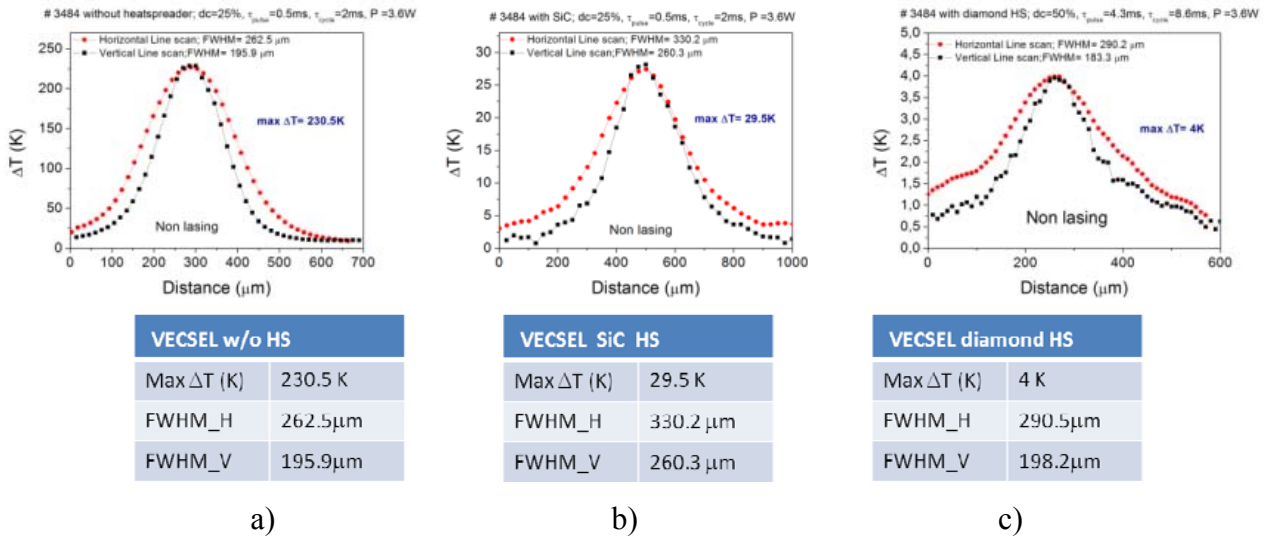 # 3484 without heatspreader; dc=25%, τpulse=0.5ms, τcycle=2ms, P =3.6W
Horizontal Line scan; FWHM= 262.5 μm
Vertical Line scan;FWHM= 195.9 μm
250
200
150
100
50
0
ΔT (K)
max ΔT= 230.5K
Non lasing
0 100 200 300 400 500 600 700
Distance (μm)
# 3484 with SiC; dc=25%, τpulse=0.5ms, τcycle=2ms, P =3.6W
Horizontal Line scan; FWHM= 330.2 μm
Vertical Line scan;FWHM= 260.3 μm
30
25
20
15
10
5
0
ΔT (K)
max ΔT= 29.5K
Non lasing
0 200 400 600 800 1000
Distance (μm)
# 3484 with diamond HS; dc=50%, τpulse=4.3ms, τcycle=8.6ms, P=3.6W
Horizontal Line scan; FWHM= 290.2 μm
Vertical Line scan;FWHM= 183.3 μm
4,0
3,5
3,0
2,5
2,0
1,5
1,0
0,5
0,0
ΔT (K)
max ΔT= 4K
Non lasing
0 200 400 600
Distance (μm)
VECSEL w/o HS
Max ΔT (K) 230.5 K
FWHM_H 262.5μm
FWHM_V 195.9μm
VECSEL SiC HS
Max ΔT (K) 29.5 K
FWHM_H 330.2 μm
FWHM_V 260.3 μm
VECSEL diamond HS
Max ΔT (K) 4 K
FWHM_H 290.5μm
FWHM_V 198.2μm
a) b) c)